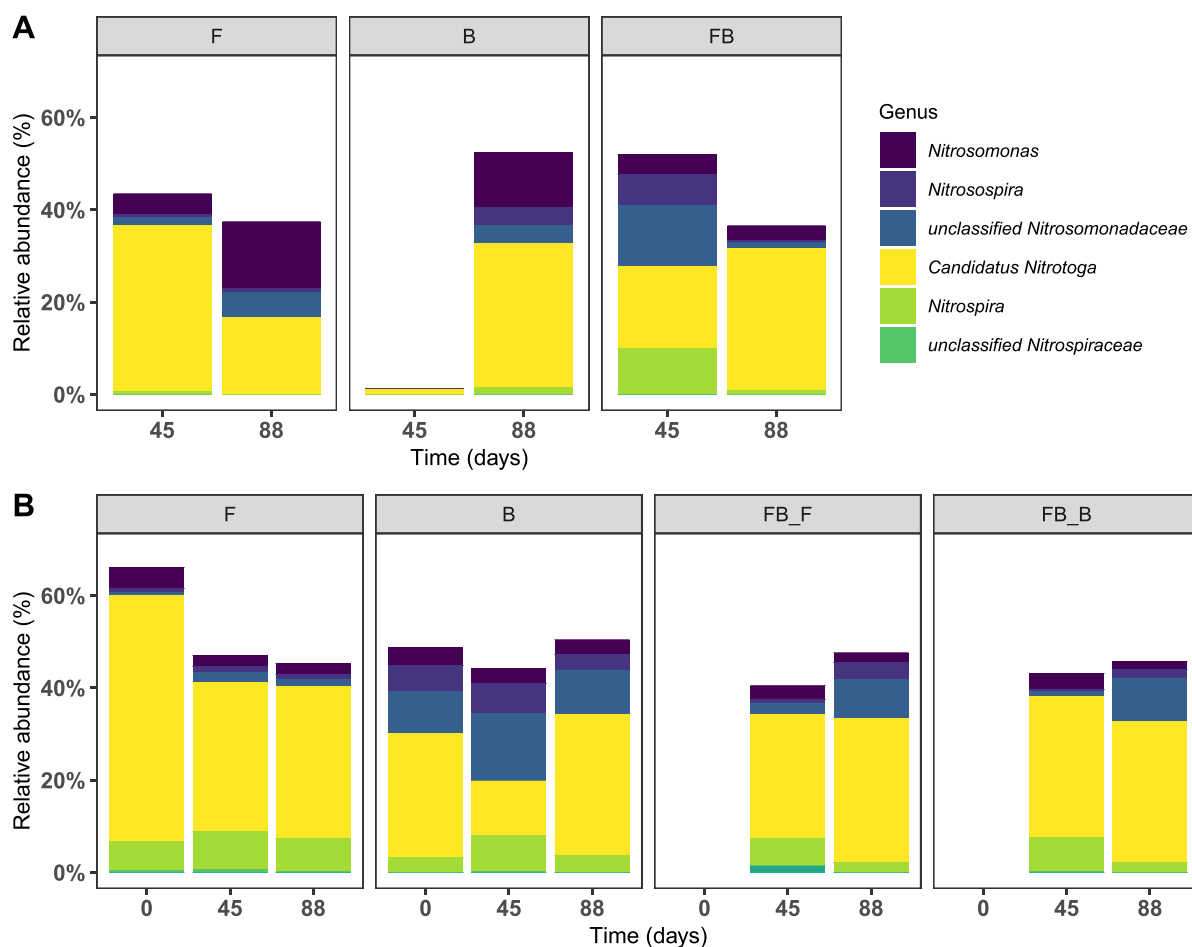 A
F B FB
Relative abundance (%)
60%
40%
20%
0%
45 88 45 88 45 88
Time (days)
Genus
Nitrosomonas
Nitrosospira
unclassified Nitrosomonadaceae
Candidatus Nitrotoga
Nitrospira
unclassified Nitrospiraceae
B
F B FB_F FB_B
Relative abundance (%)
60%
40%
20%
0%
0 45 88 0 45 88 0 45 88 0 45 88
Time (days)